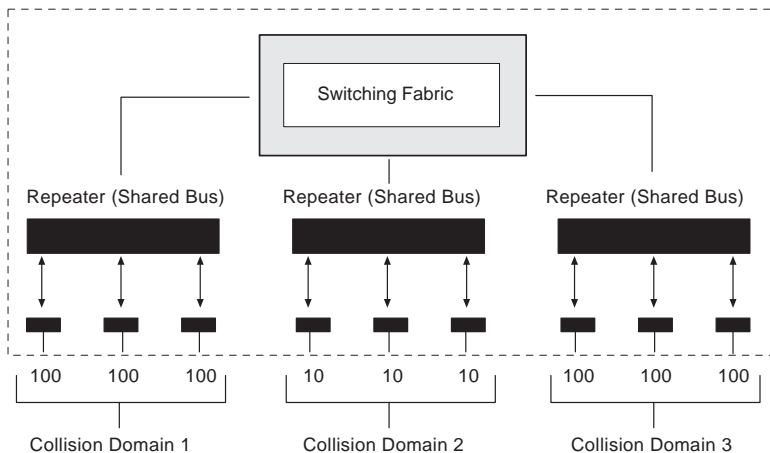 Switching Fabric
Repeater (Shared Bus) Repeater (Shared Bus) Repeater (Shared Bus)
100 100 100 10 10 10 100 100 100
Collision Domain 1 Collision Domain 2 Collision Domain 3